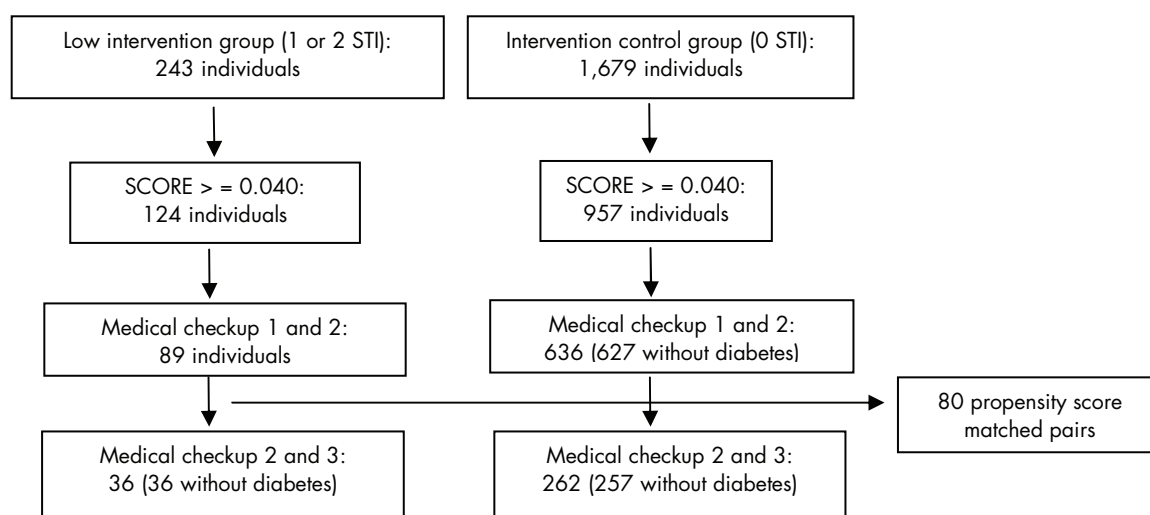 Low intervention group (1 or 2 STI):
243 individuals
Intervention control group (0 STI):
1,679 individuals
SCORE > = 0.040:
124 individuals
SCORE > = 0.040:
957 individuals
Medical checkup 1 and 2:
89 individuals
Medical checkup 1 and 2:
636 (627 without diabetes)
80 propensity score
matched pairs
Medical checkup 2 and 3:
36 (36 without diabetes)
Medical checkup 2 and 3:
262 (257 without diabetes)